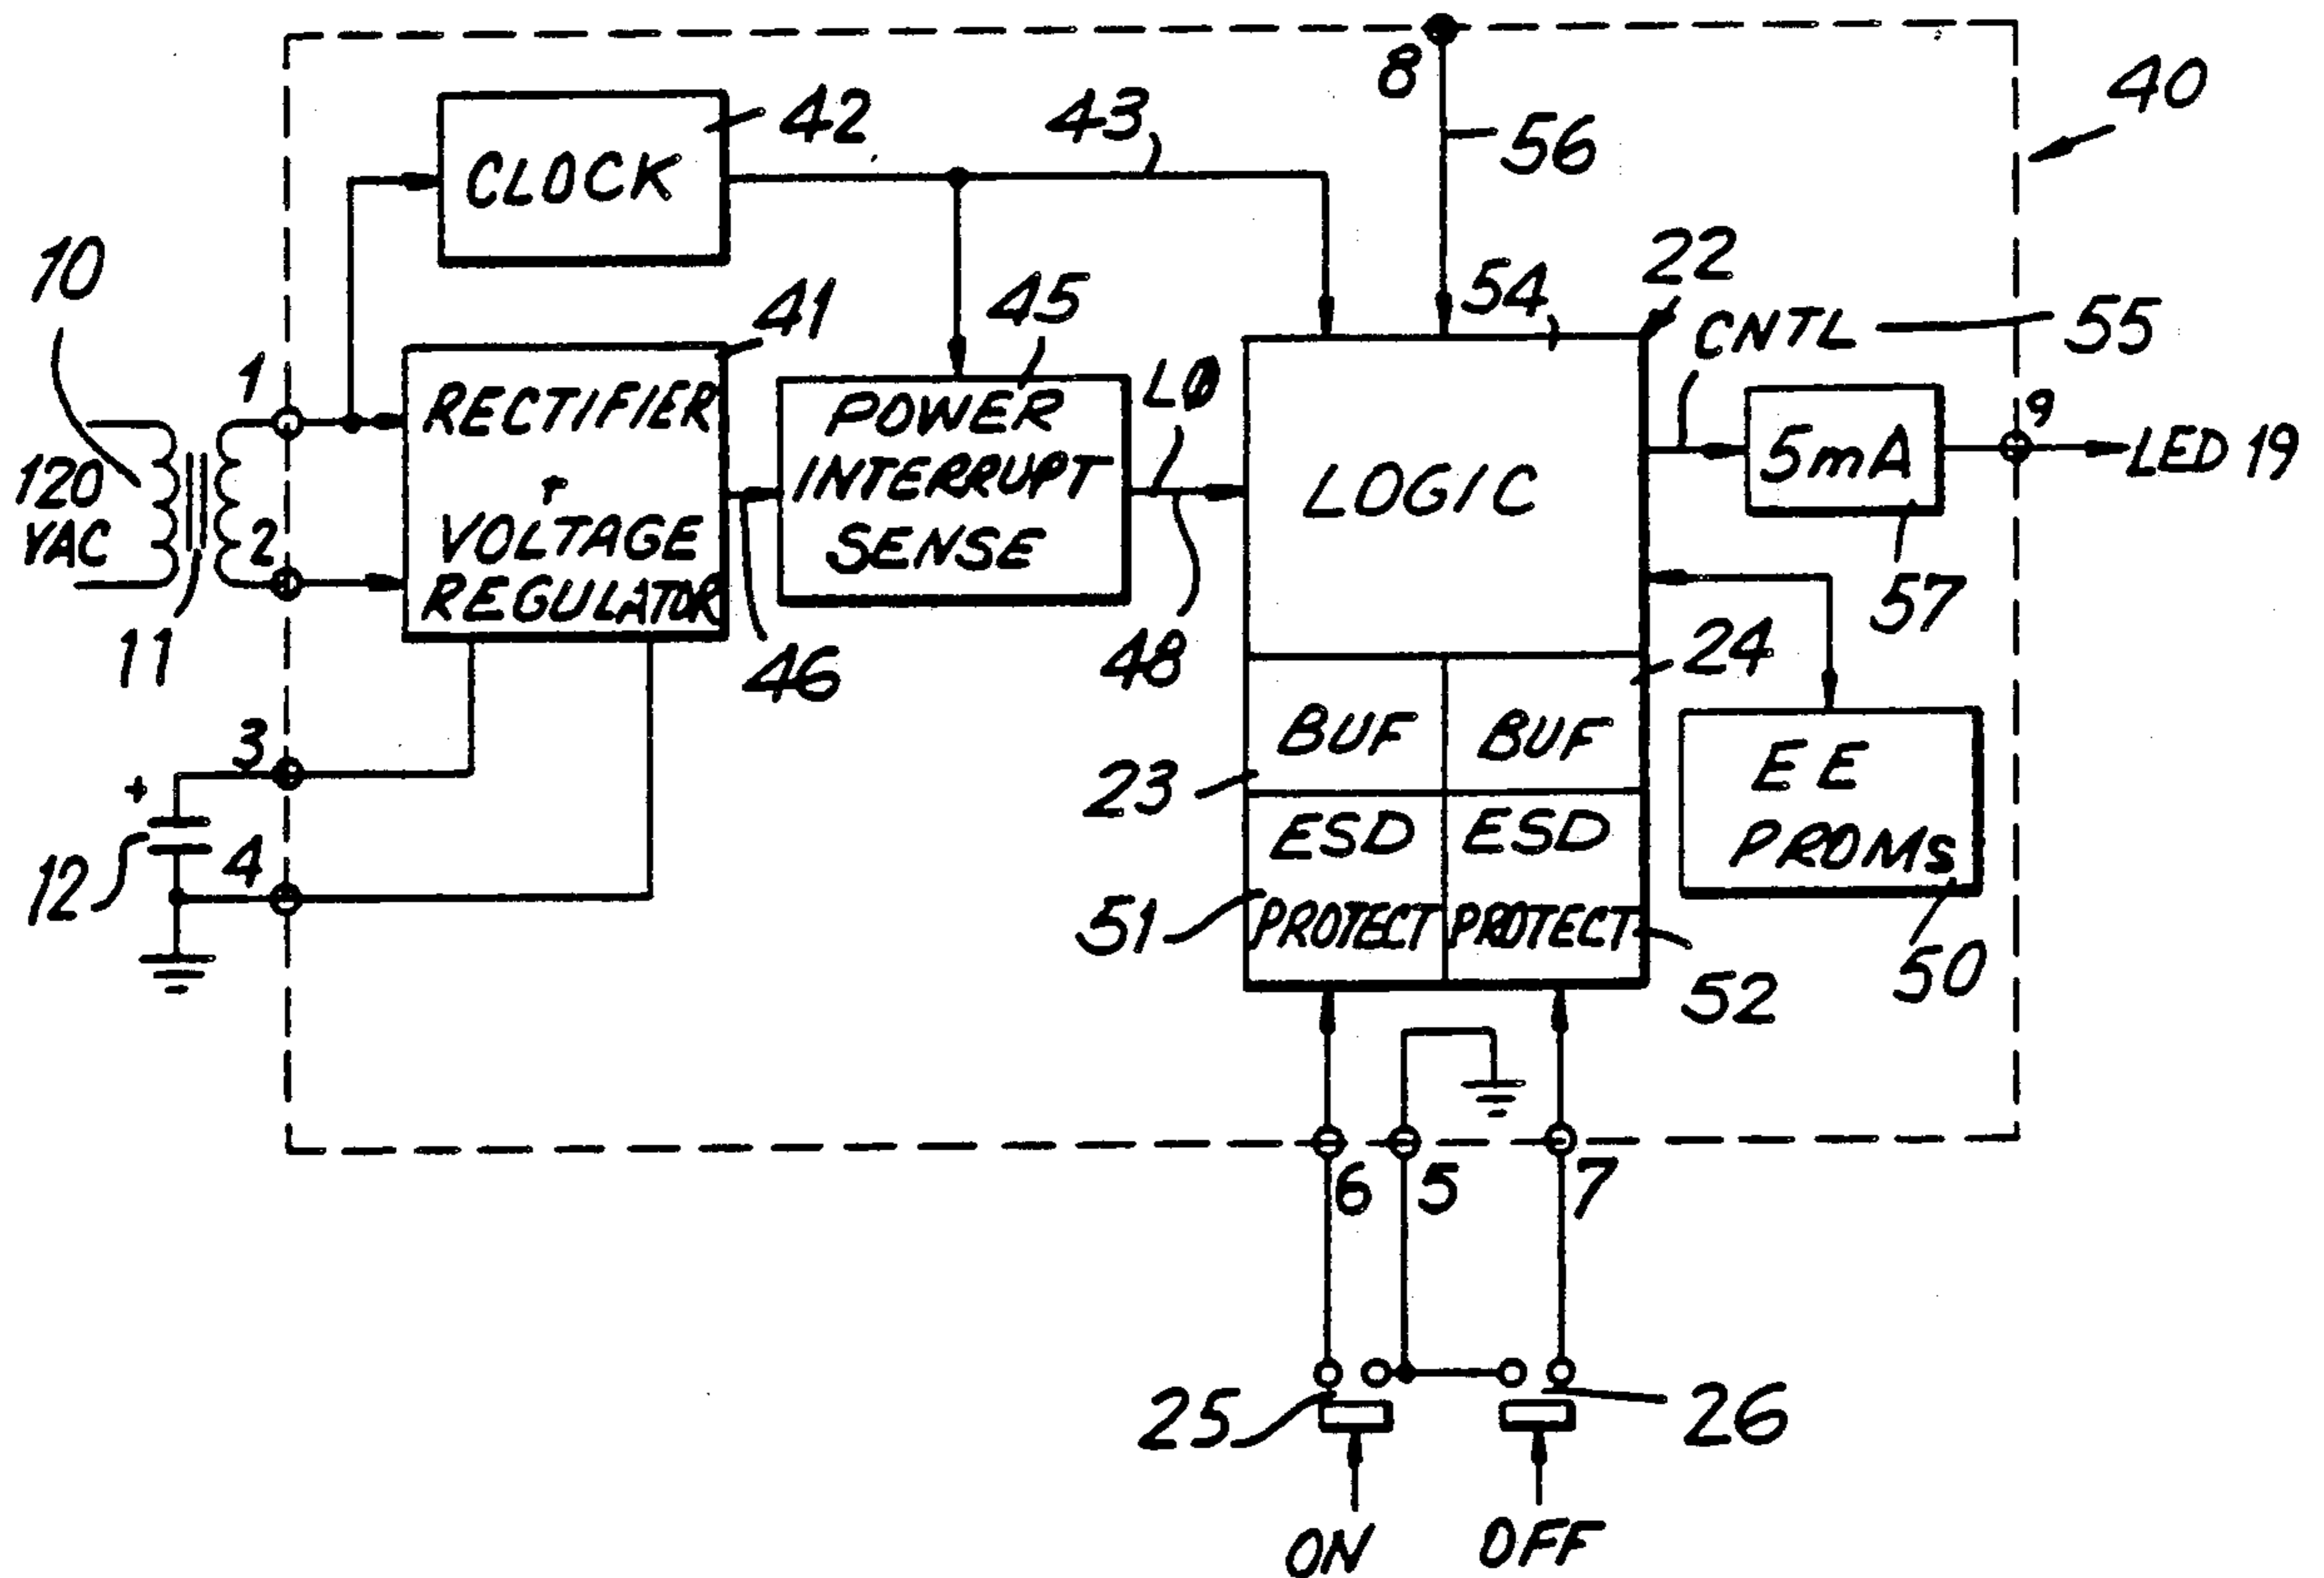 8
40
CLOCK
42
43
56
10
41
45
54
22
CNTL
55
1
RECTIFIER
+
VOLTAGE
REGULATOR
POWER
INTERRUPT
SENSE
LØ
LOGIC
5mA
9
LED 19
120
VAC
2
11
46
48
57
24
3
+
12
4
BUF
BUF
23
ESD
PROTECT
ESD
PROTECT
51
52
EE
PROMs
50
6
5
7
25
26
ON
OFF